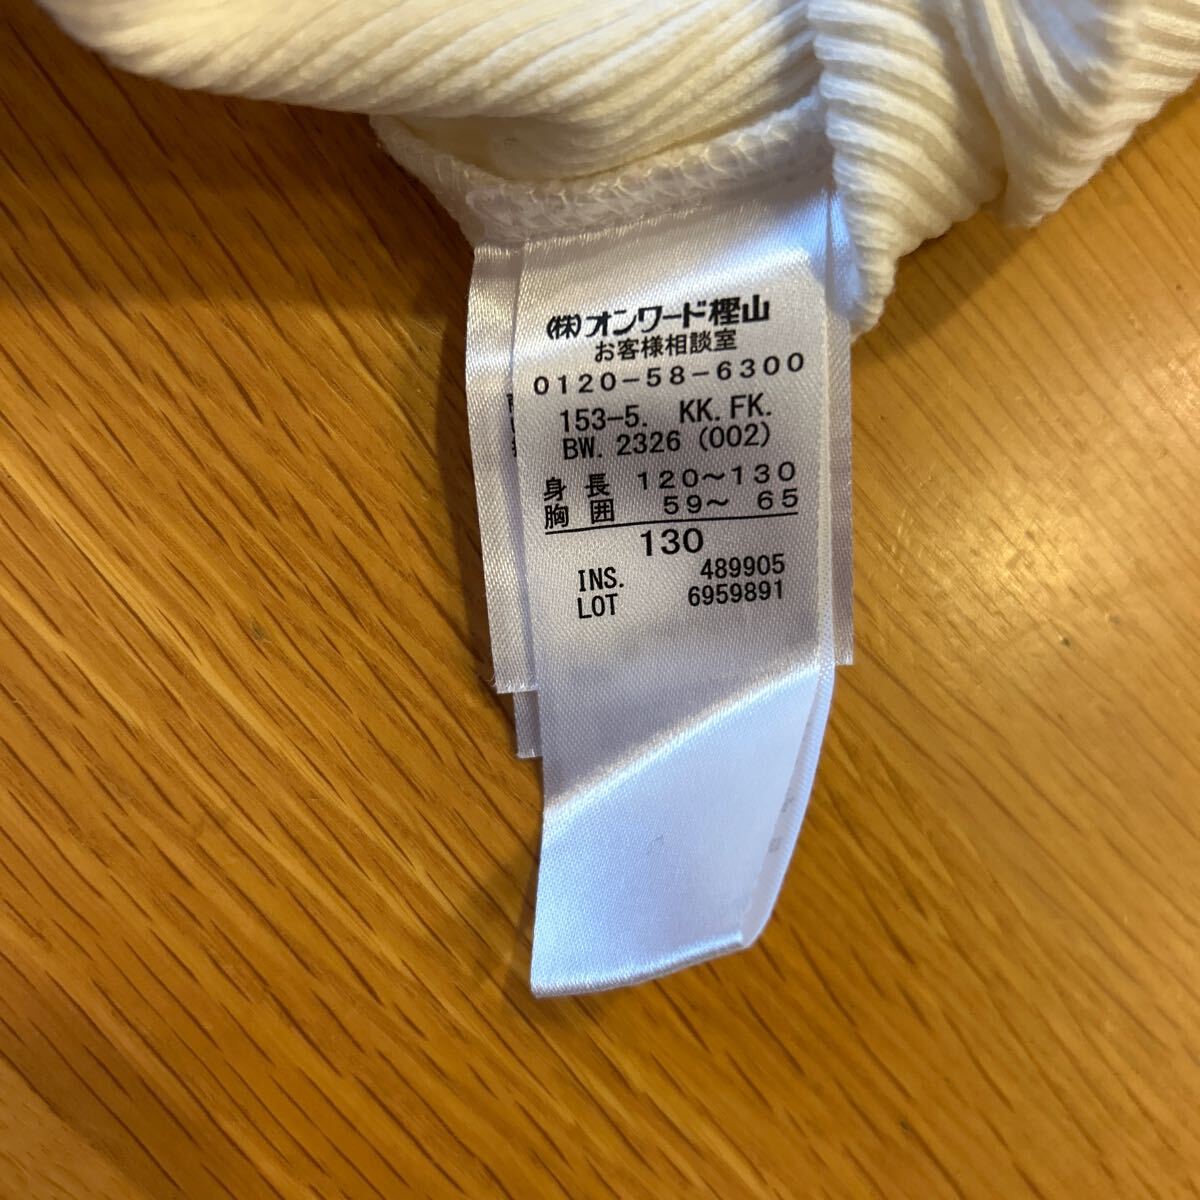 (株)オンワード樫山
お客様相談室
0120-58-6300
153-5. KK.FK.
BW. 2326 (002)
身長 120~130
胸囲 59~ 65
130
INS. 489905
LOT 6959891